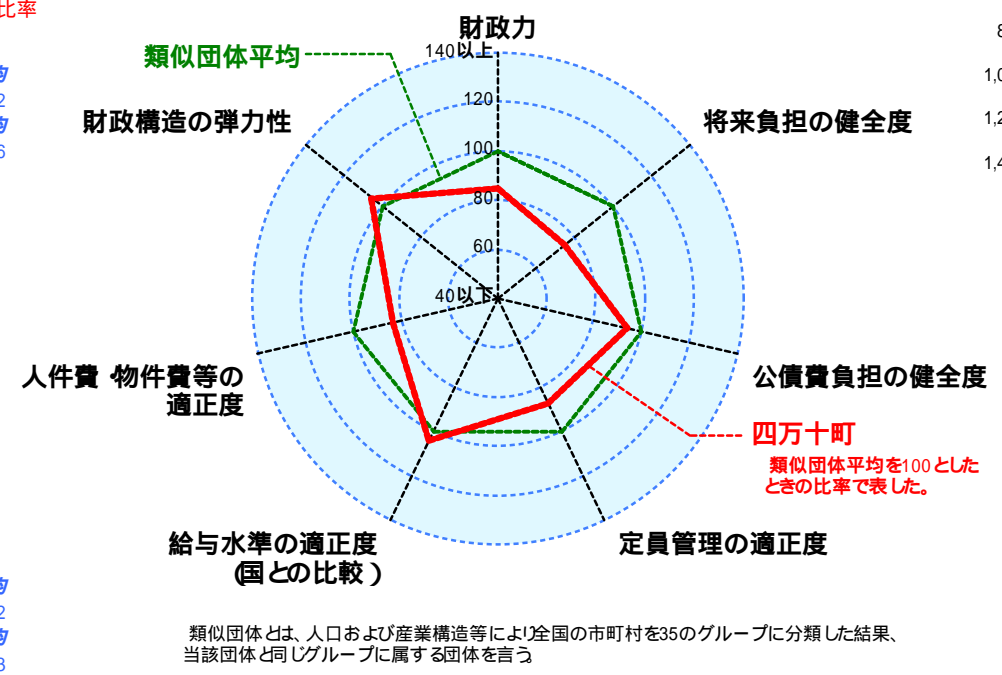 比率
財政力
140以上
類似団体平均
120
財政構造の弾力性
将来負担の健全度
100
80
60
40以下
人件費・物件費等の
適正度
公債費負担の健全度
四万十町
類似団体平均を100とした
ときの比率で表した。
給与水準の適正度
(国との比較)
定員管理の適正度
類似団体とは、人口および産業構造等により全国の市町村を35のグループに分類した結果、
当該団体と同じグループに属する団体を言う。